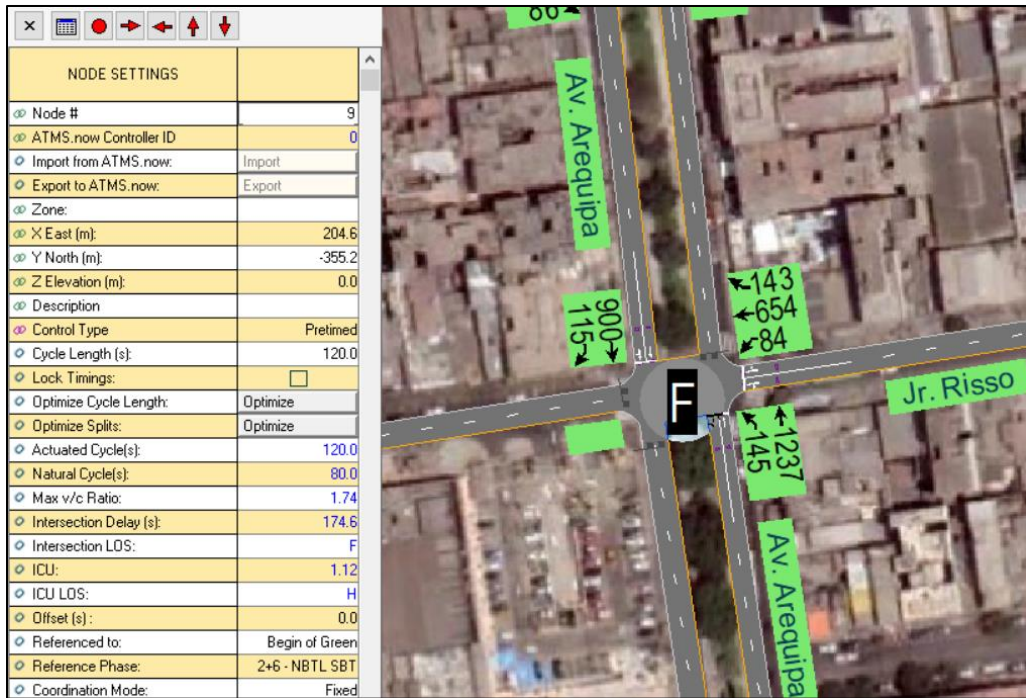 NODE SETTINGS
Node # 9
ATMS.now Controller ID 0
Import from ATMS.now: Import
Export to ATMS.now: Export
Zone:
X East (m): 204.6
Y North (m): -355.2
Z Elevation (m): 0.0
Description
Control Type Pretimed
Cycle Length (s): 120.0
Lock Timings:
Optimize Cycle Length: Optimize
Optimize Splits: Optimize
Actuated Cycle(s): 120.0
Natural Cycle(s): 80.0
Max v/c Ratio: 1.74
Intersection Delay (s): 174.6
Intersection LOS: F
ICU: 1.12
ICU LOS: H
Offset (s) : 0.0
Referenced to: Begin of Green
Reference Phase: 2+6 - NBTL SBT
Coordination Mode: Fixed
86
Av. Arequipa
900
115
143
654
84
F
Jr. Risso
1237
145
Av. Arequipa